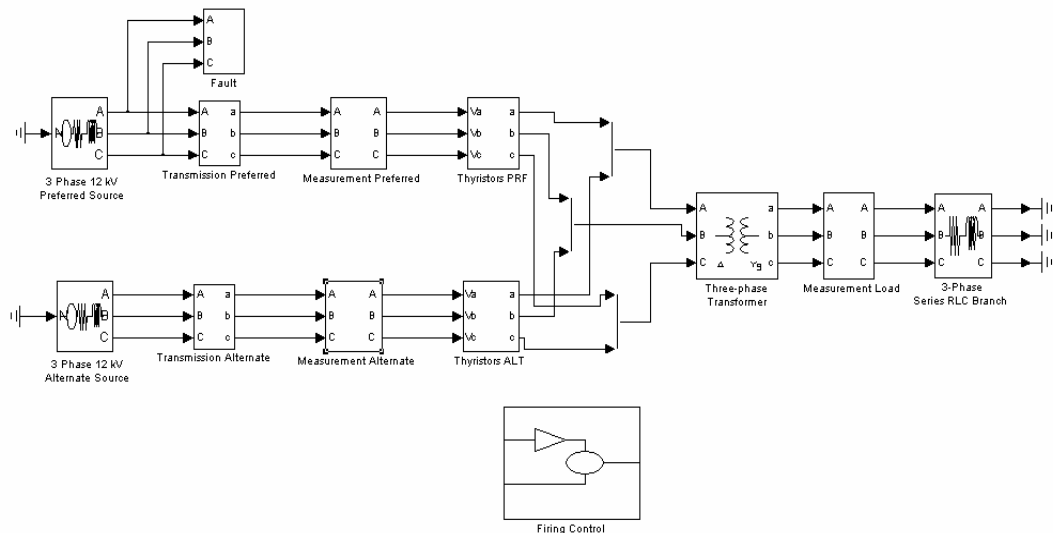 A
B
C
Fault
A
A
B
C
3 Phase 12 kV
Preferred Source
A
B
C
a
b
c
Transmission Preferred
A
B
C
A
B
C
Measurement Preferred
Va
Vb
Vc
a
b
c
Thyristors PRF
A
B
C
Δ
Yg
a
b
c
Three-phase
Transformer
A
B
C
A
B
C
Measurement Load
A
B
C
A
B
C
3-Phase
Series RLC Branch
A
A
B
C
3 Phase 12 kV
Alternate Source
A
B
C
a
b
c
Transmission Alternate
A
B
C
A
B
C
Measurement Alternate
Va
Vb
Vc
a
b
c
Thyristors ALT
Firing Control